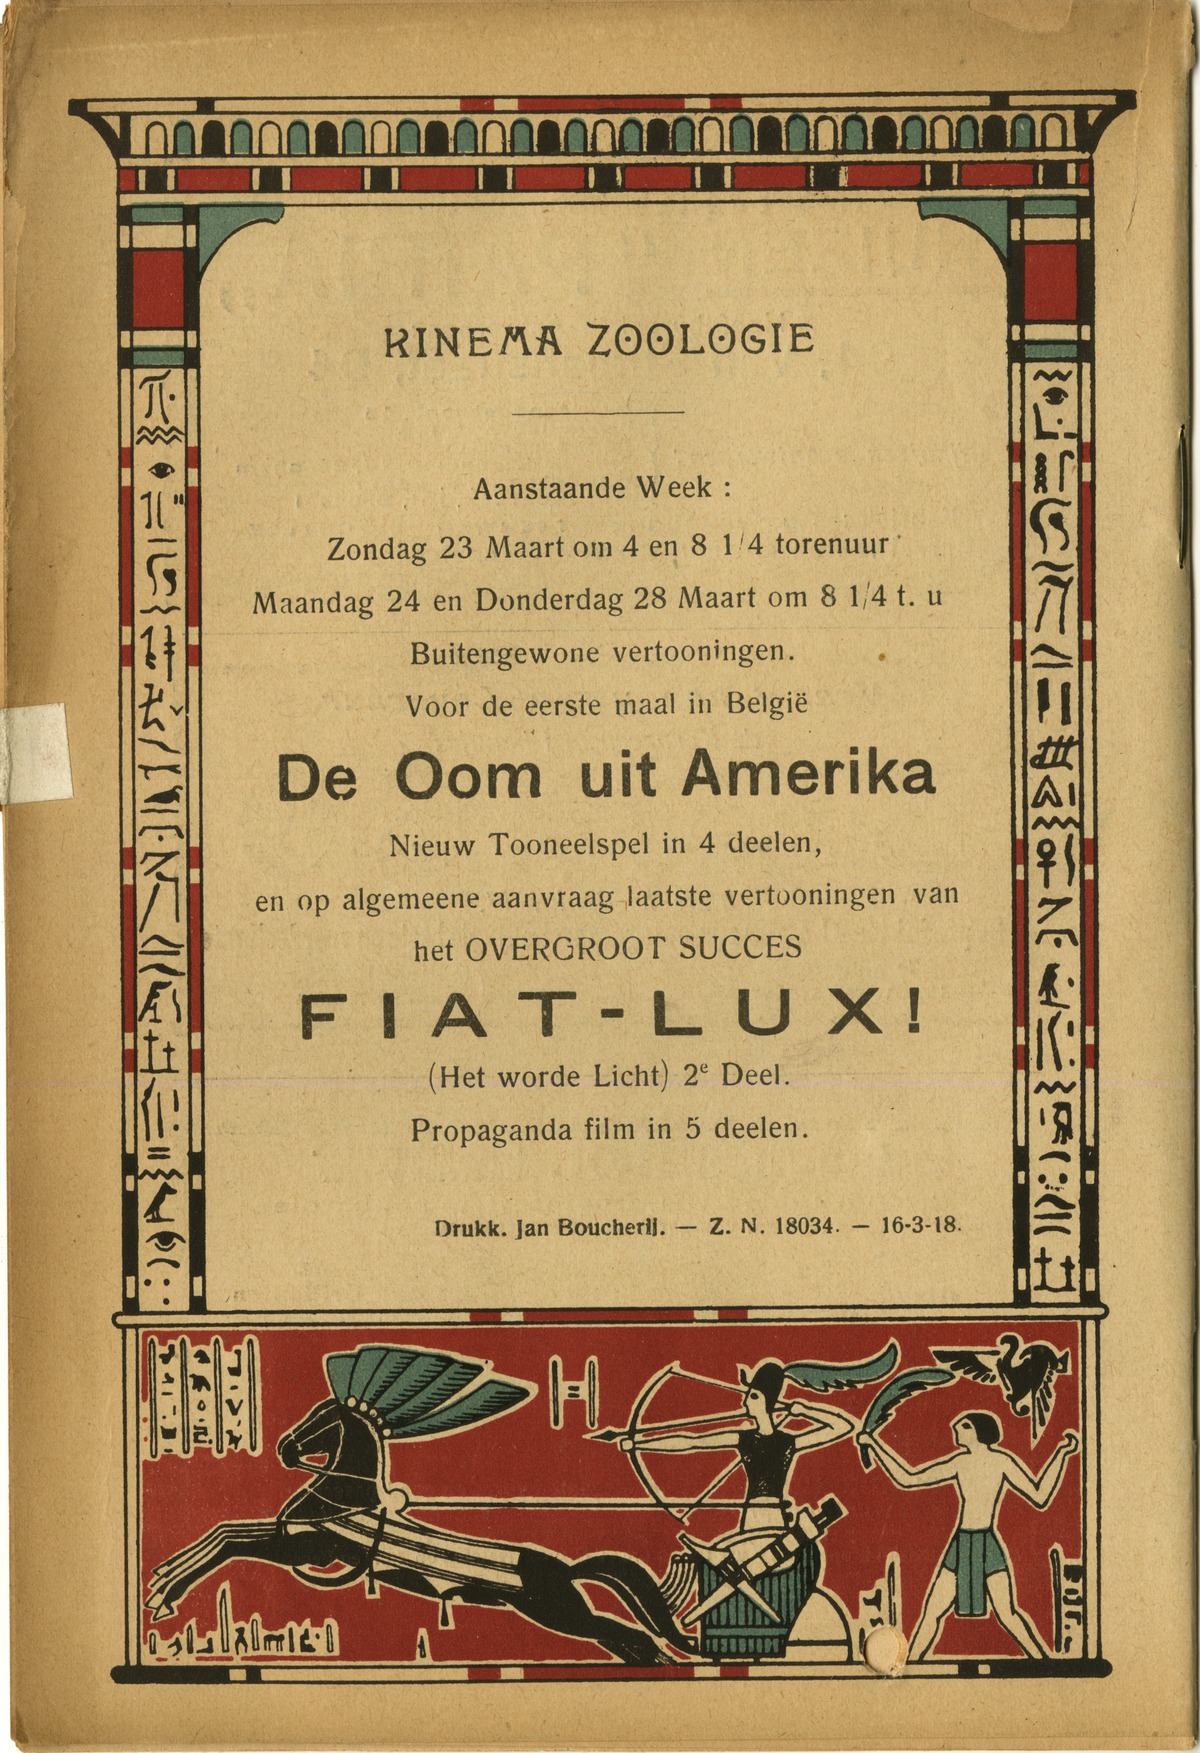 KINEMA ZOOLOGIE
Aanstaande Week :
Zondag 23 Maart om 4 en 8 1/4 torenuur
Maandag 24 en Donderdag 28 Maart om 8 1/4 t. u
Buitengewone vertooningen.
Voor de eerste maal in België
De Oom uit Amerika
Nieuw Tooneelspel in 4 deelen,
en op algemeene aanvraag laatste vertooningen van
het OVERGROOT SUCCES
FIAT-LUX!
(Het worde Licht) 2e Deel.
Propaganda film in 5 deelen.
Drukk. Jan Boucherij. — Z. N. 18034. — 16-3-18.